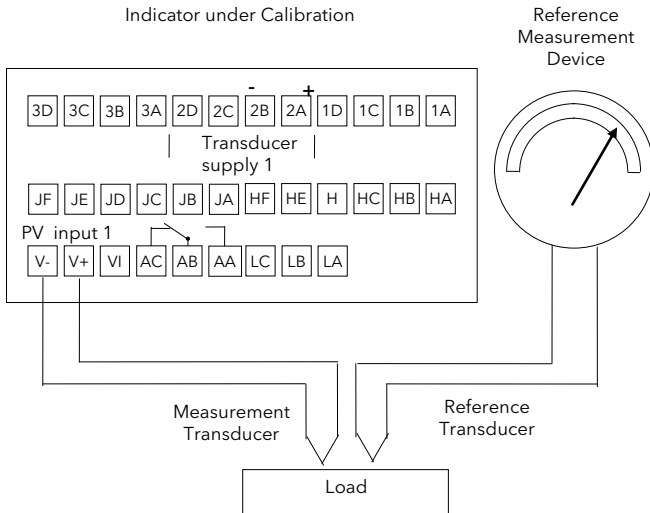 Indicator under Calibration
Reference
Measurement
Device
- +
3D 3C 3B 3A 2D 2C 2B 2A 1D 1C 1B 1A
Transducer
supply 1
JF JE JD JC JB JA HF HE H HC HB HA
PV input 1
V- V+ VI AC AB AA LC LB LA
Measurement
Transducer
Reference
Transducer
Load